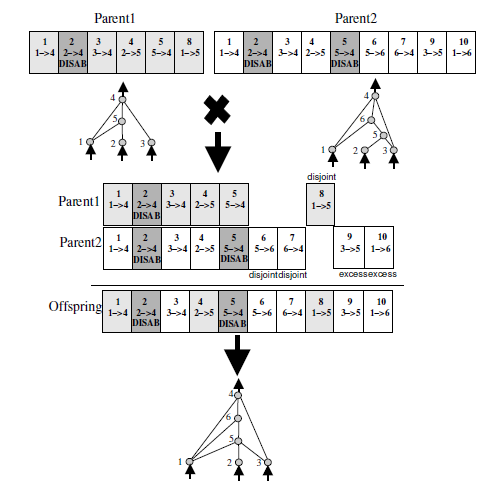 Parent1 Parent2
1 2 3 4 5 8 1 2 3 4 5 6 7 9 10
1->4 2->4 3->4 2->5 5->4 1->5 1->4 2->4 3->4 2->5 5->4 5->6 6->4 3->5 1->6
DISAB DISAB DISAB
4 4
5 6
5
1 2 3 1 2 3
disjoint
Parent1 1 2 3 4 5 8
1->4 2->4 3->4 2->5 5->4 1->5
DISAB
Parent2 1 2 3 4 5 6 7 9 10
1->4 2->4 3->4 2->5 5->4 5->6 6->4 3->5 1->6
DISAB DISAB
disjoint disjoint excess excess
Offspring 1 2 3 4 5 6 7 8 9 10
1->4 2->4 3->4 2->5 5->4 5->6 6->4 1->5 3->5 1->6
DISAB DISAB
4
6
5
1 2 3